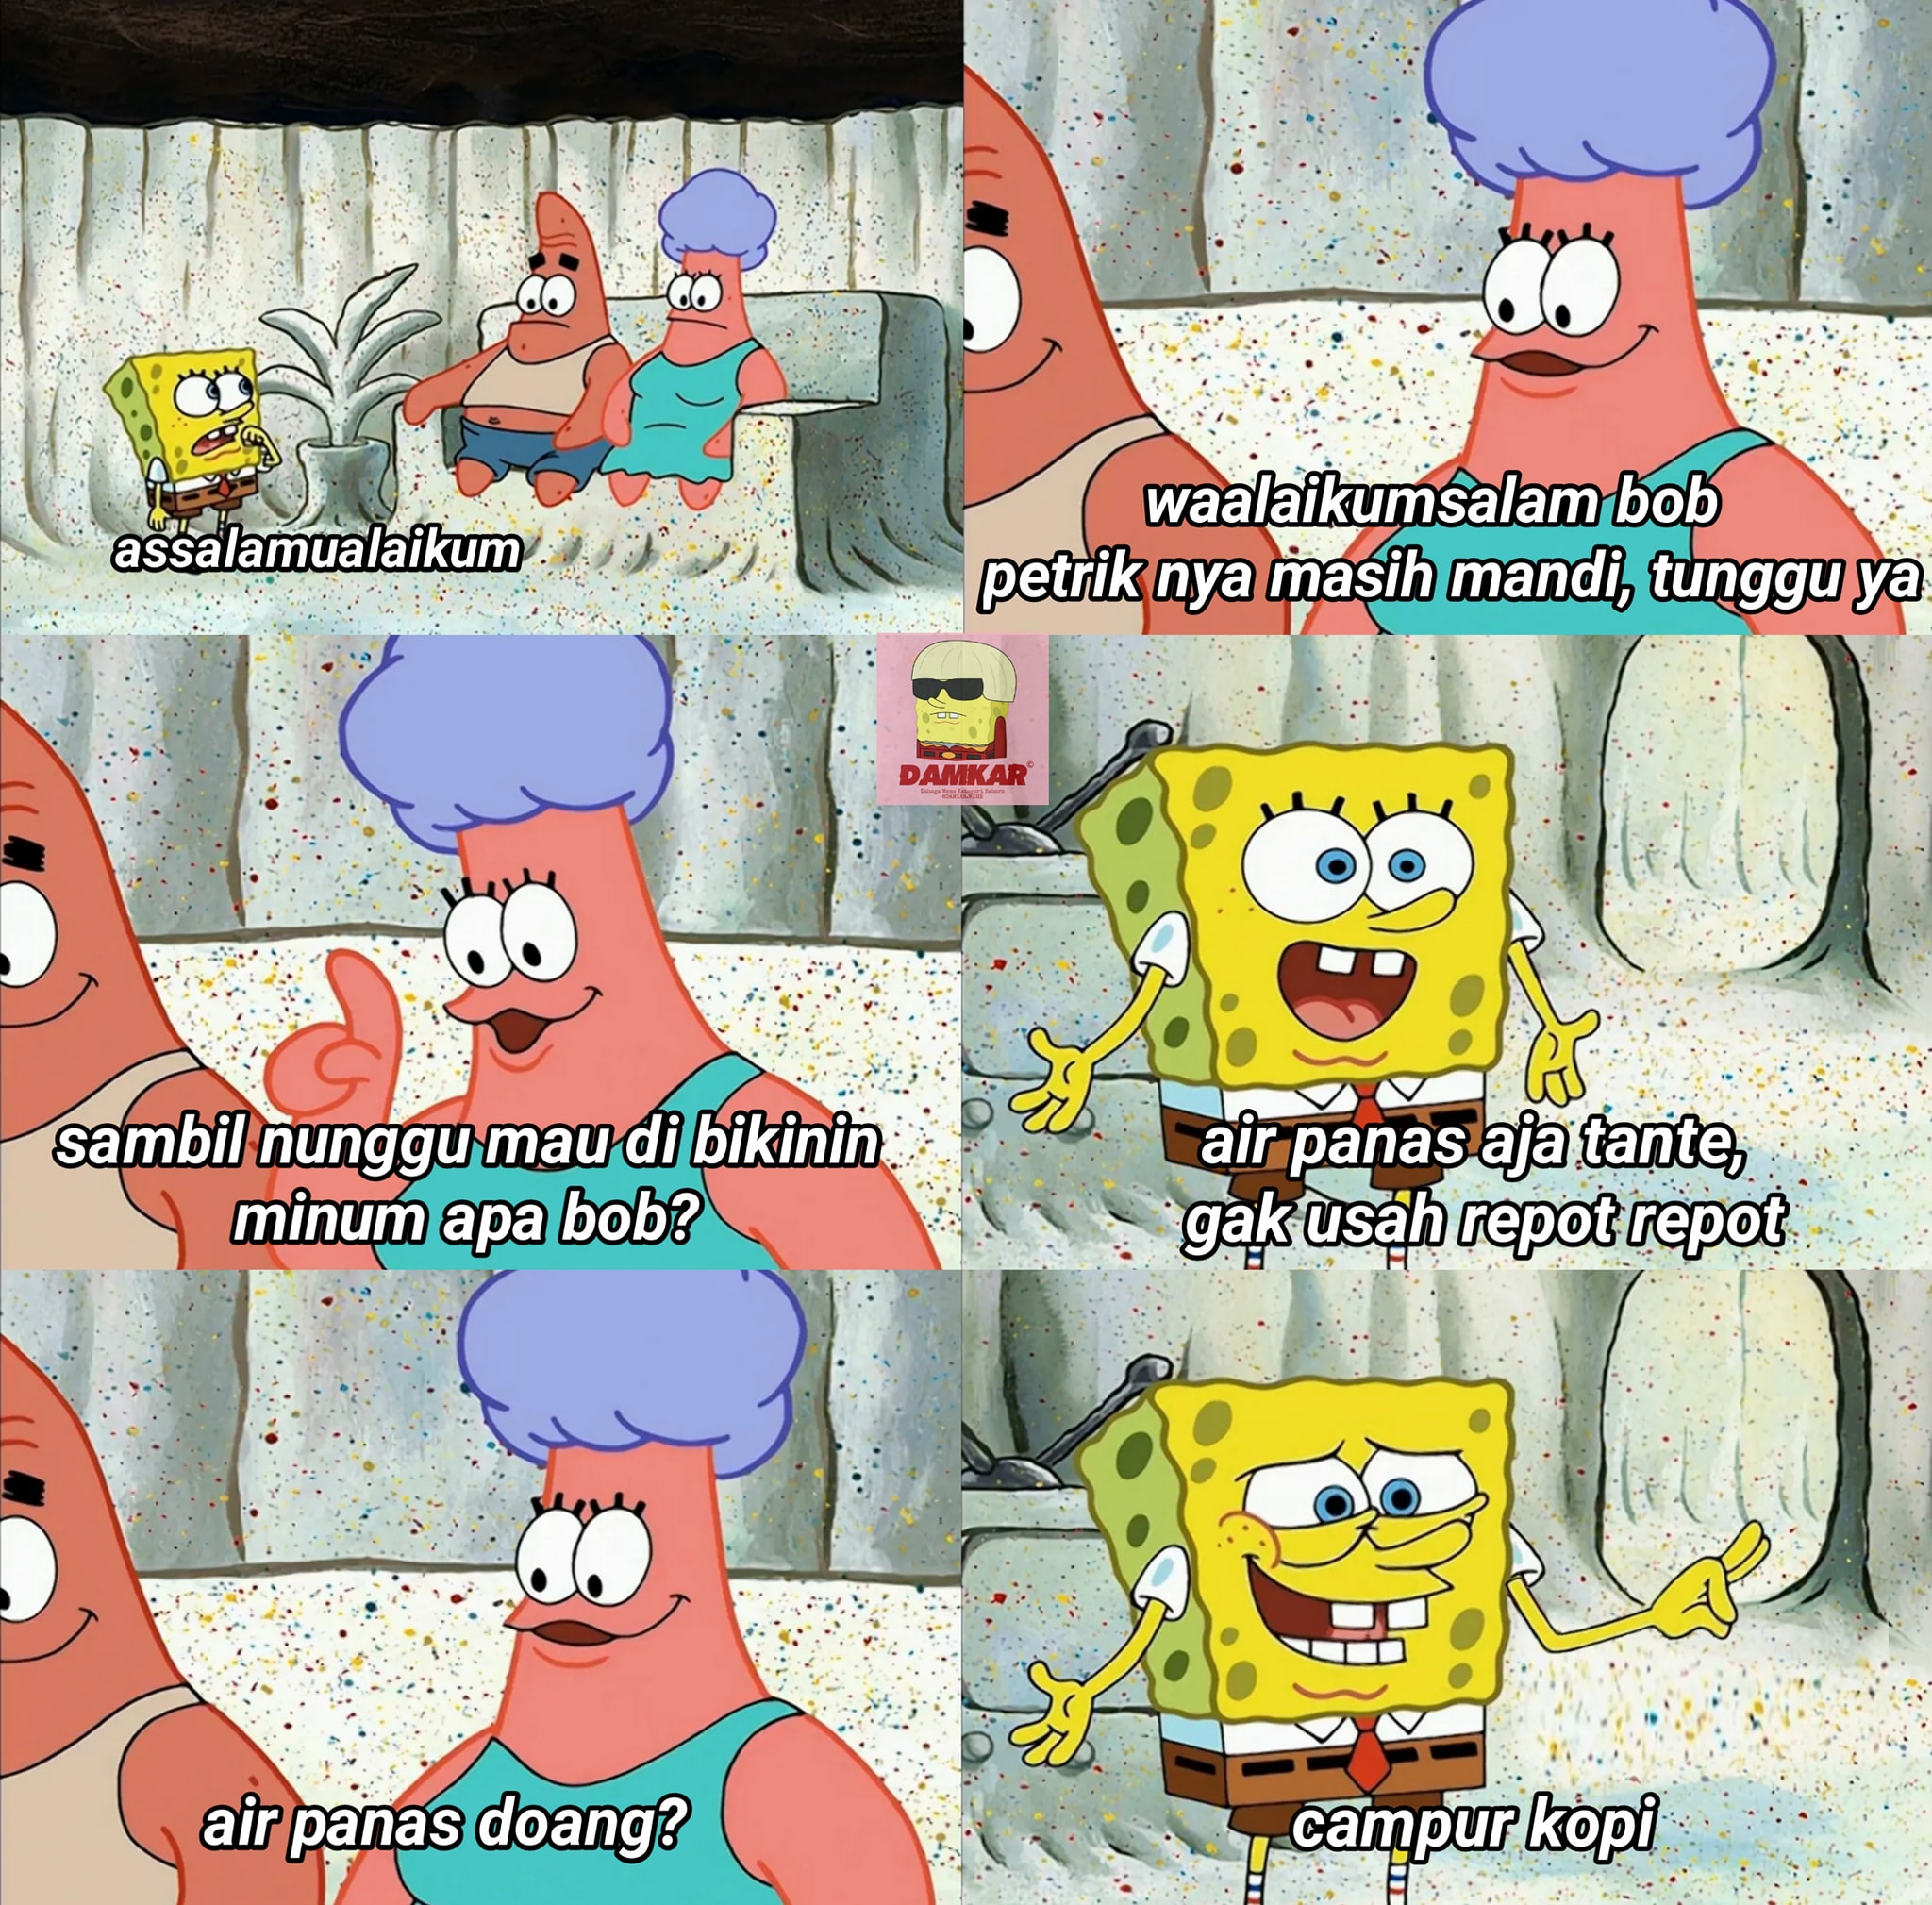 assalamualaikum
waalaikumsalam bob
petrik nya masih mandi, tunggu ya
DAMKAR©
sambil nunggu mau di bikinin
minum apa bob?
air panas aja tante,
gak usah repot repot
air panas doang?
campur kopi